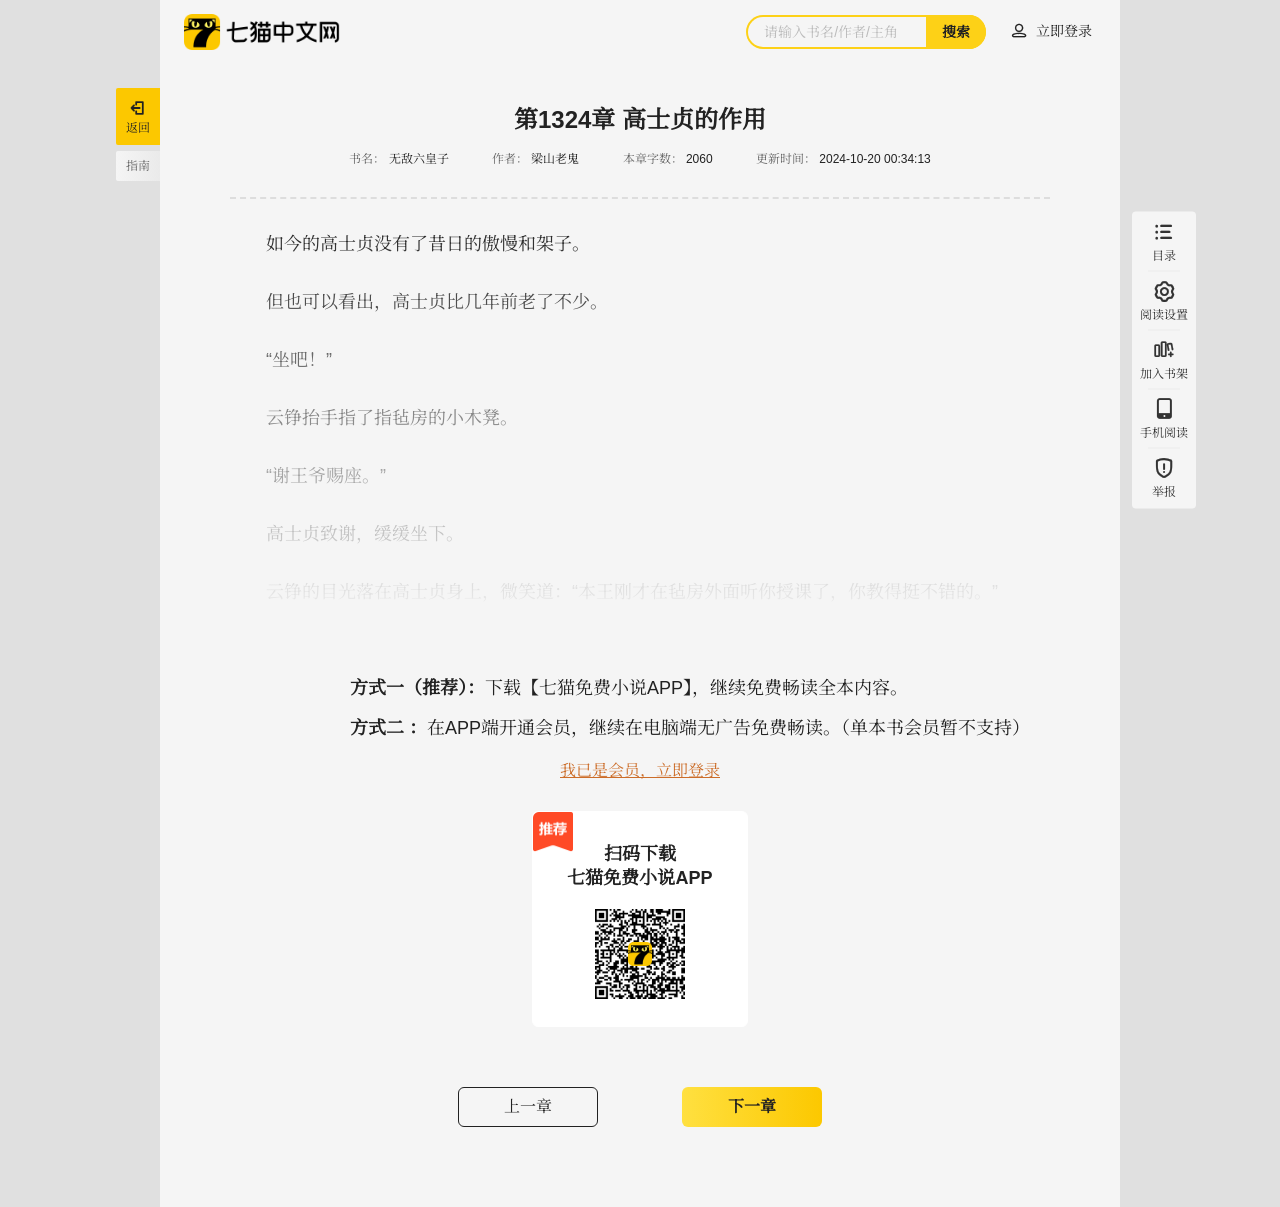 七猫中文网
请输入书名/作者/主角
搜索
立即登录
返回
指南
第1324章 高士贞的作用
书名： 无敌六皇子 作者： 梁山老鬼 本章字数： 2060 更新时间： 2024-10-20 00:34:13
如今的高士贞没有了昔日的傲慢和架子。
但也可以看出，高士贞比几年前老了不少。
“坐吧！”
云铮抬手指了指毡房的小木凳。
“谢王爷赐座。”
高士贞致谢，缓缓坐下。
云铮的目光落在高士贞身上，微笑道：“本王刚才在毡房外面听你授课了，你教得挺不错的。”
目录
阅读设置
加入书架
手机阅读
举报
方式一（推荐）：下载【七猫免费小说APP】，继续免费畅读全本内容。
方式二 ：在APP端开通会员，继续在电脑端无广告免费畅读。（单本书会员暂不支持）
我已是会员，立即登录
推荐
扫码下载
七猫免费小说APP
上一章
下一章